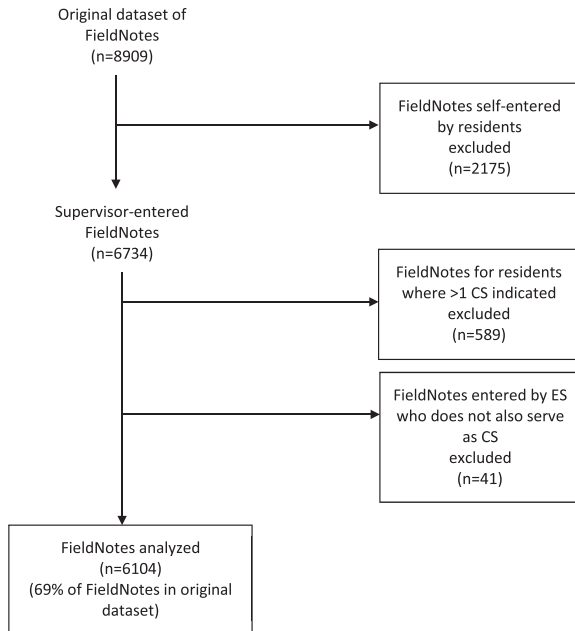 Original dataset of
FieldNotes
(n=8909)
FieldNotes self-entered
by residents
excluded
(n=2175)
Supervisor-entered
FieldNotes
(n=6734)
FieldNotes for residents
where >1 CS indicated
excluded
(n=589)
FieldNotes entered by ES
who does not also serve
as CS
excluded
(n=41)
FieldNotes analyzed
(n=6104)
(69% of FieldNotes in original
dataset)